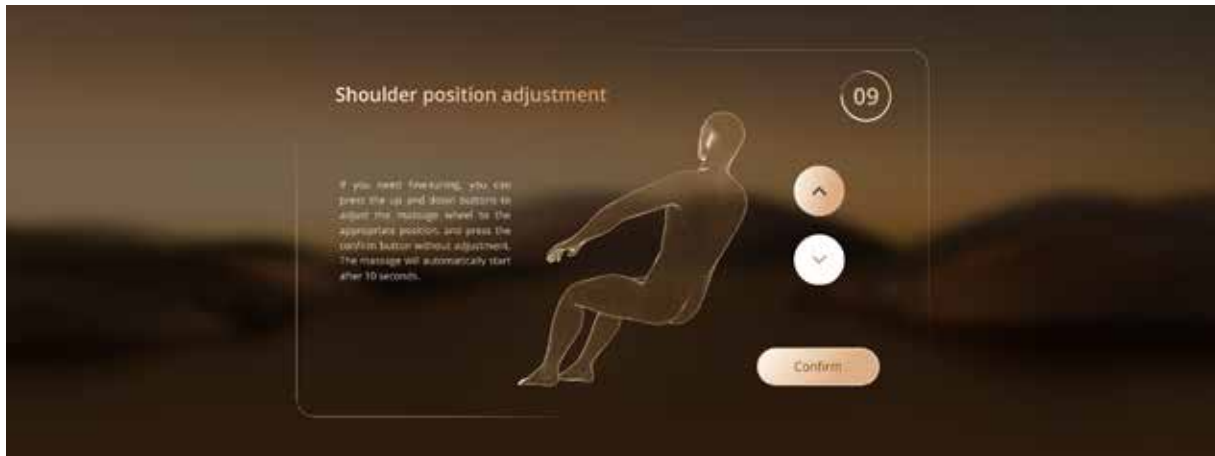 Shoulder position adjustment
09
If you need fine-tuning, you can
press the up and down buttons to
adjust the massage wheel to the
appropriate position, and press the
confirm button without adjustment.
The massage will automatically start
after 10 seconds.
Confirm